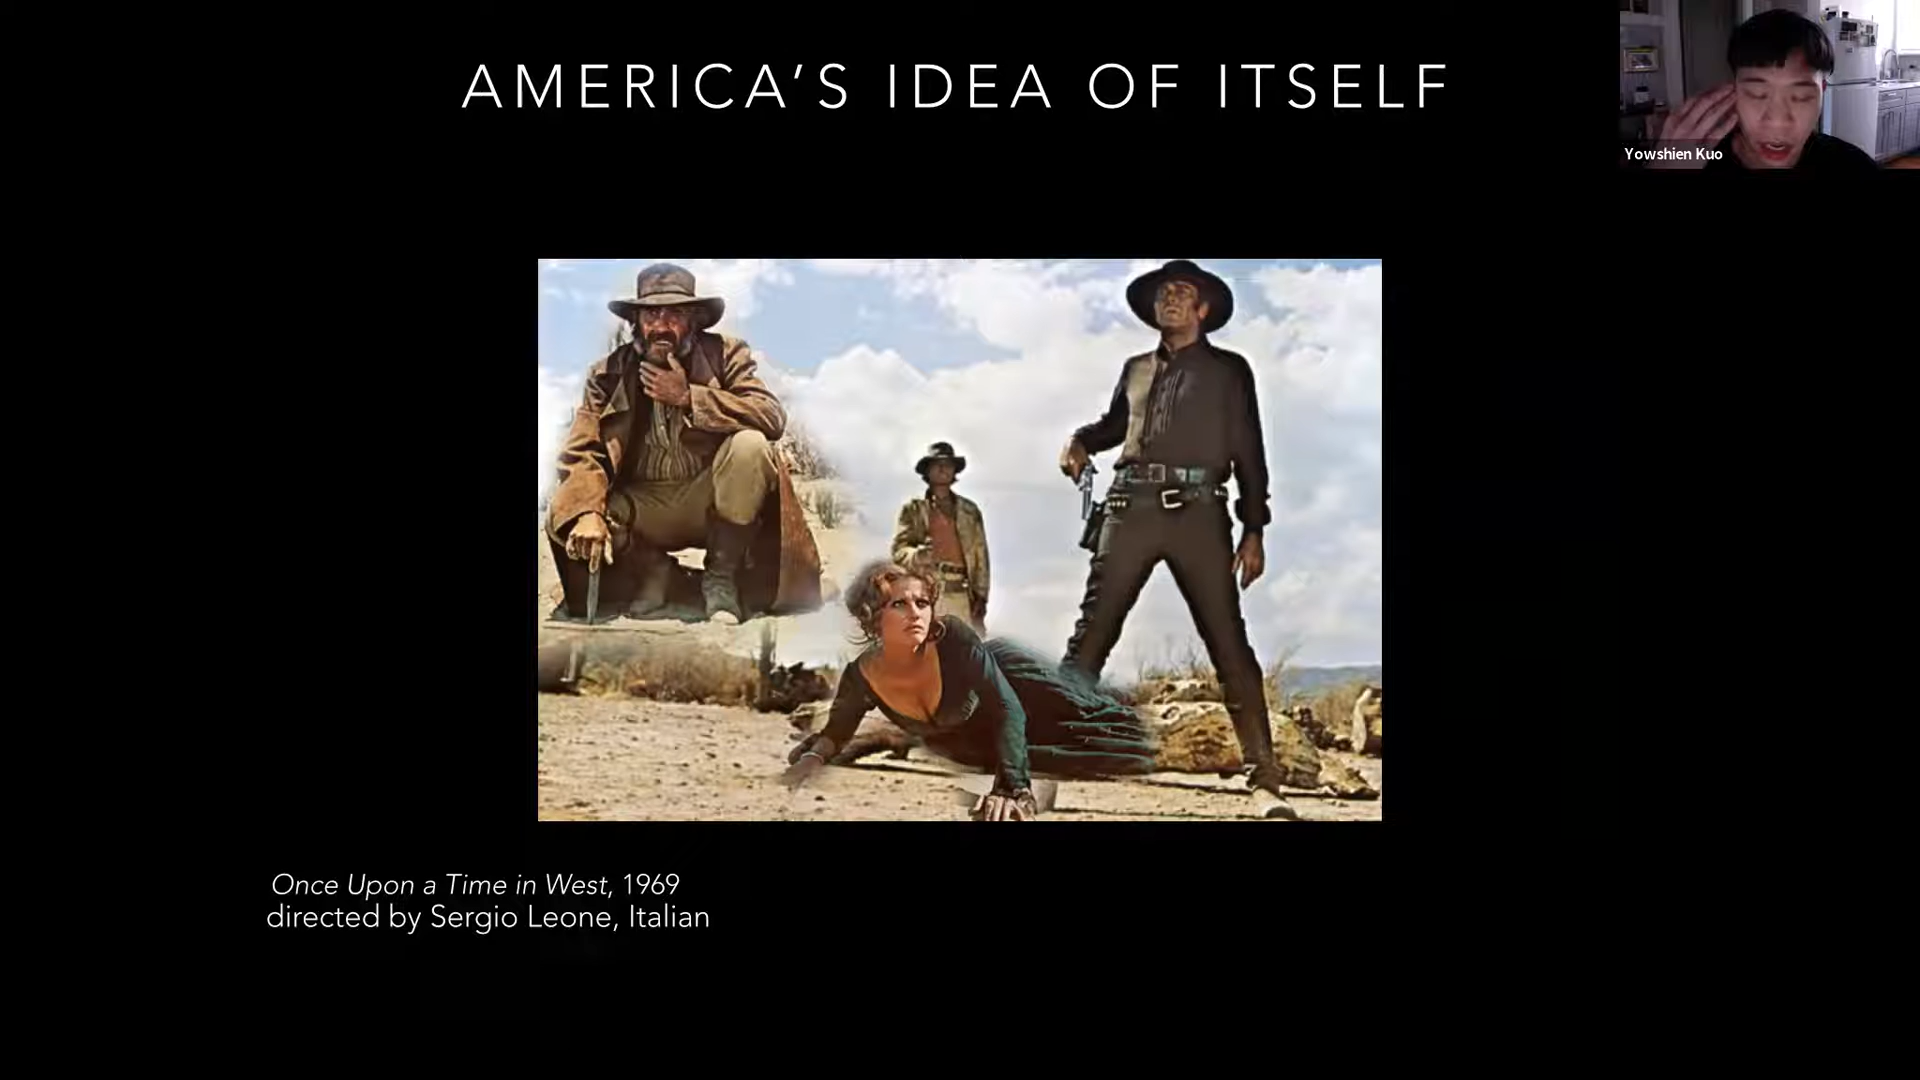 AMERICA’S IDEA OF ITSELF
Yowshien Kuo
Once Upon a Time in West, 1969
directed by Sergio Leone, Italian